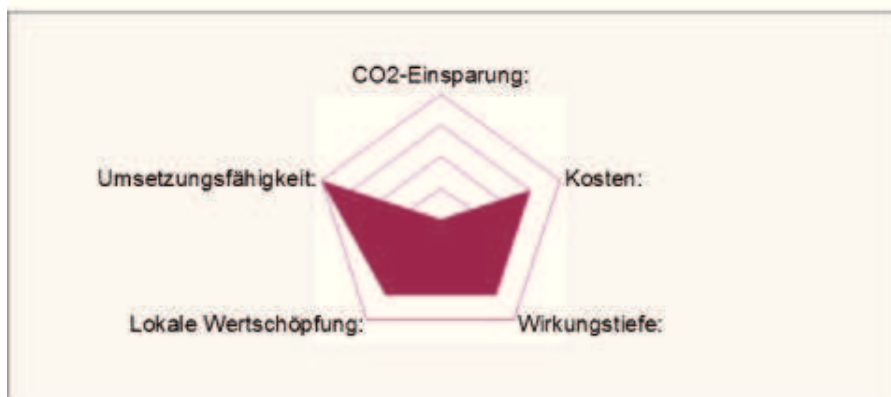 CO2-Einsparung:
Umsetzungsfähigkeit:
Kosten:
Lokale Wertschöpfung:
Wirkungstiefe: